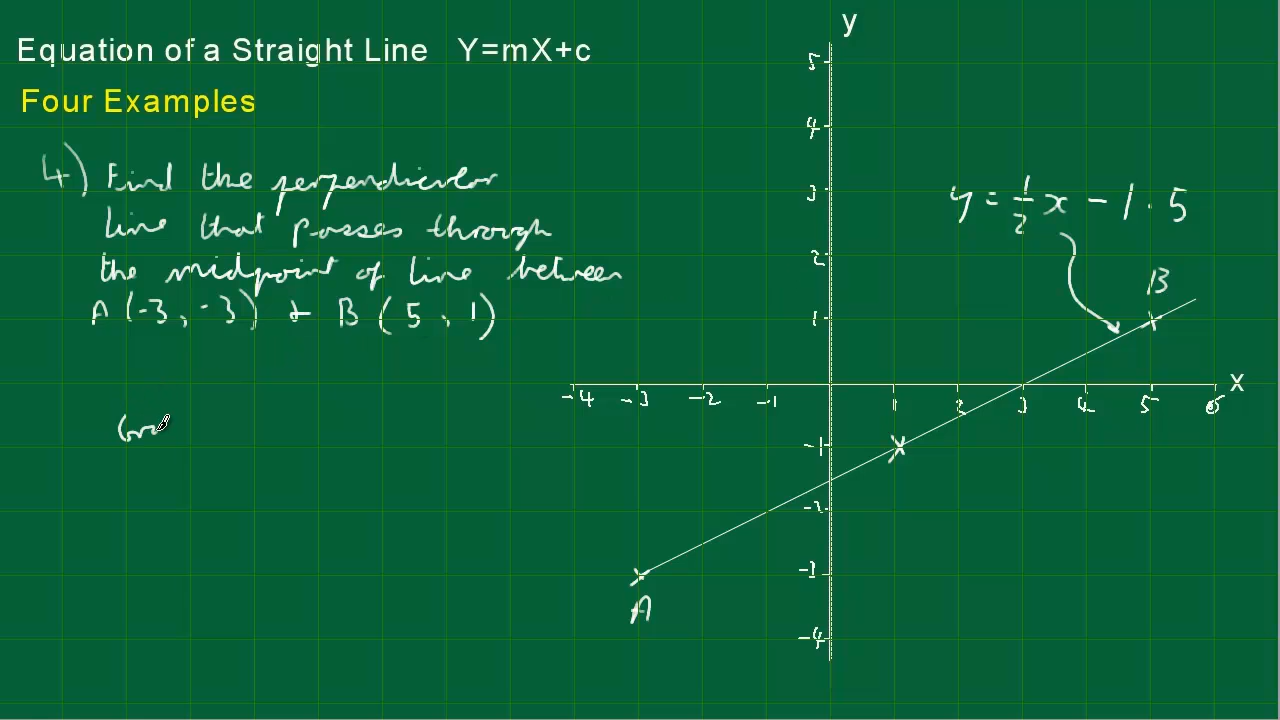 Equation of a Straight Line Y=mX+c
Four Examples
4) Find the perpendicular
line that passes through
the midpoint of line between
A (-3, -3) + B (5, 1)
y = 1/2 x - 1.5
y
5
4
3
2
1
B
-4 -3 -2 -1 1 2 3 4 5 6 x
-1
-2
-3
A
-4